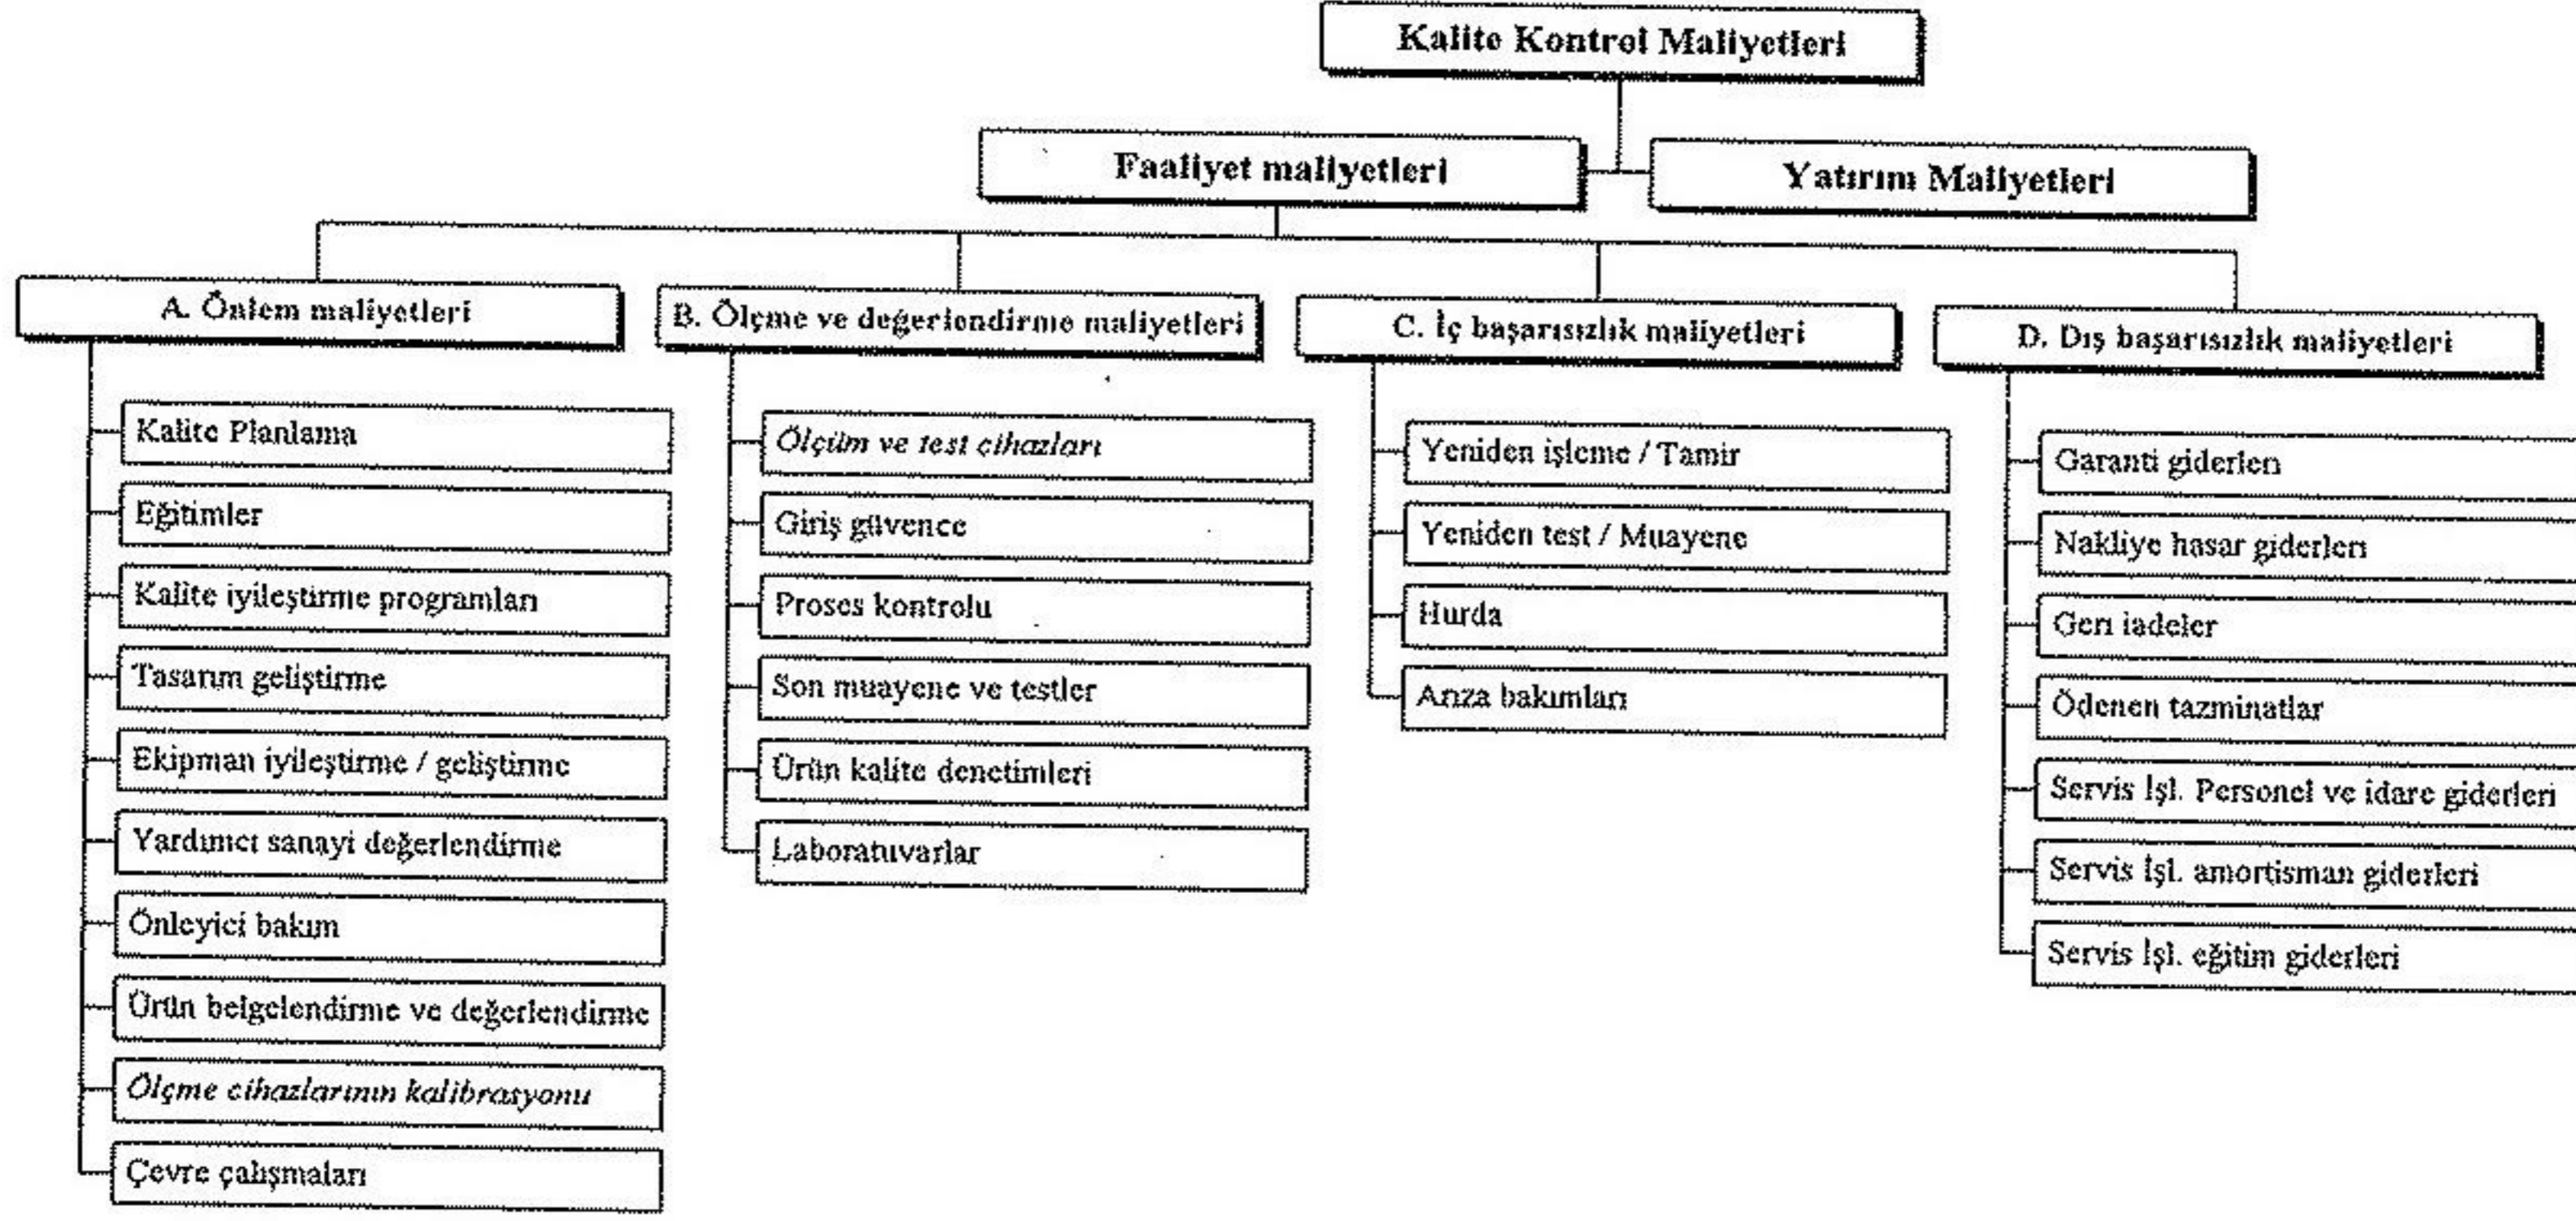 Kalite Kontrol Maliyetleri
Faaliyet maliyetleri
Yatırım Maliyetleri
A. Önlem maliyetleri
Kalite Planlama
Eğitimler
Kalite iyileştirme programları
Tasarım geliştirme
Ekipman iyileştirme / geliştirme
Yardımcı sanayi değerlendirme
Önleyici bakım
Ürün belgelendirme ve değerlendirme
Ölçme cihazlarının kalibrasyonu
Çevre çalışmaları
B. Ölçme ve değerlendirme maliyetleri
Ölçüm ve test cihazları
Giriş güvence
Proses kontrolu
Son muayene ve testler
Ürün kalite denetimleri
Laboratuvarlar
C. İç başarısızlık maliyetleri
Yeniden işleme / Tamir
Yeniden test / Muayene
Hurda
Arıza bakımları
D. Dış başarısızlık maliyetleri
Garanti giderleri
Nakliye hasar giderleri
Geri iadeler
Ödenen tazminatlar
Servis İşl. Personel ve idare giderleri
Servis İşl. amortisman giderleri
Servis İşl. eğitim giderleri